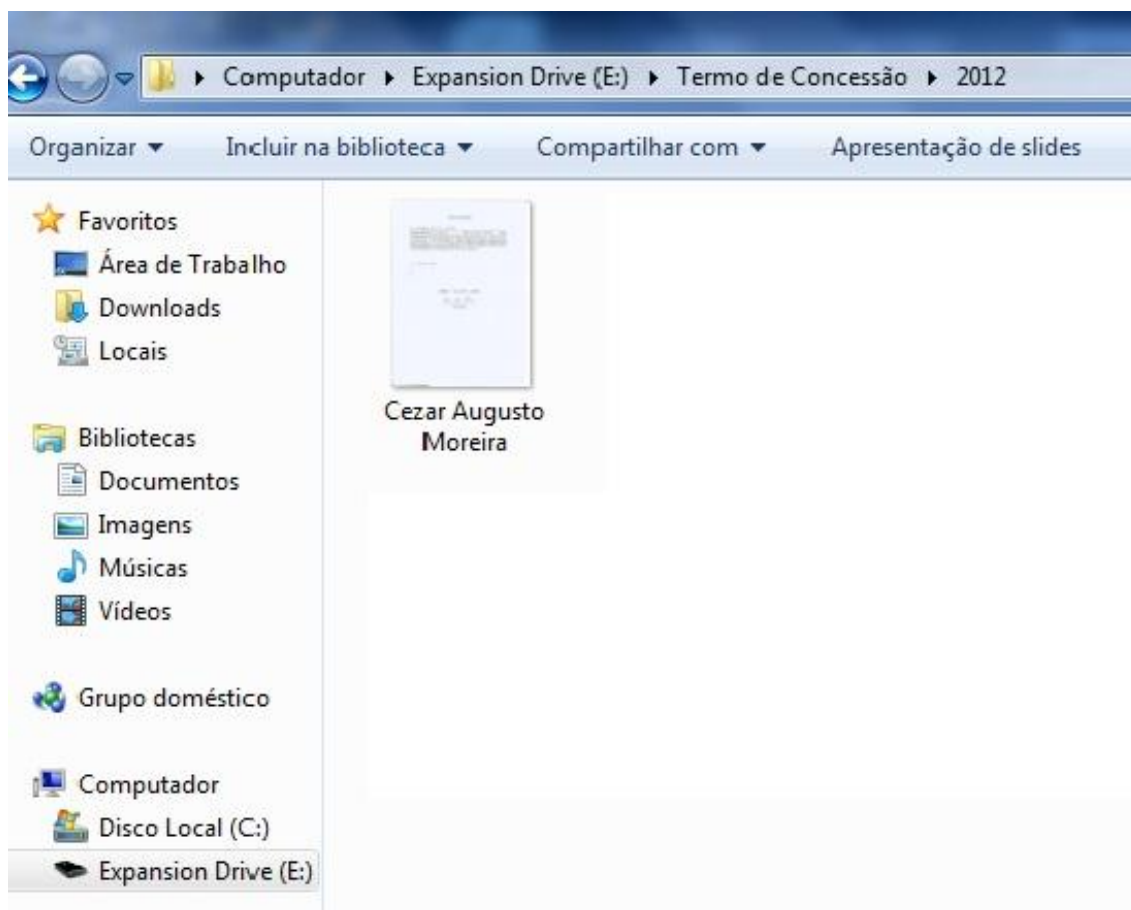 Computador Expansion Drive (E:) Termo de Concessão 2012
Organizar Incluir na biblioteca Compartilhar com Apresentação de slides
Favoritos
Área de Trabalho
Downloads
Locais
Bibliotecas
Documentos
Imagens
Músicas
Vídeos
Grupo doméstico
Computador
Disco Local (C:)
Expansion Drive (E:)
Cezar Augusto
Moreira